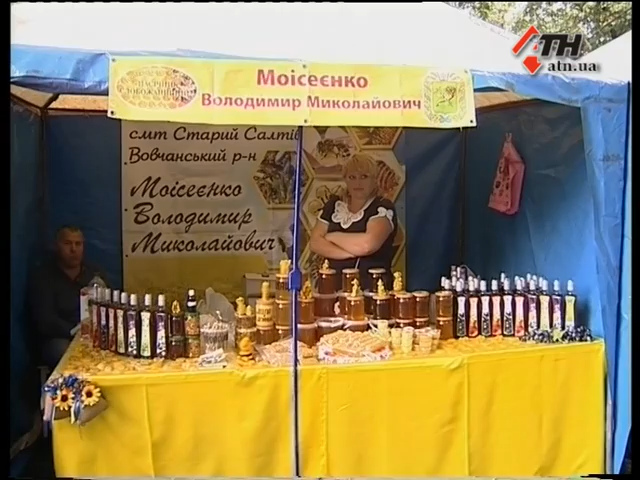 АТН
atn.ua
Моісеєнко
Володимир Миколайович
смт Старий Салтів
Вовчанський р-н
Моісеєнко
Володимир
Миколайович